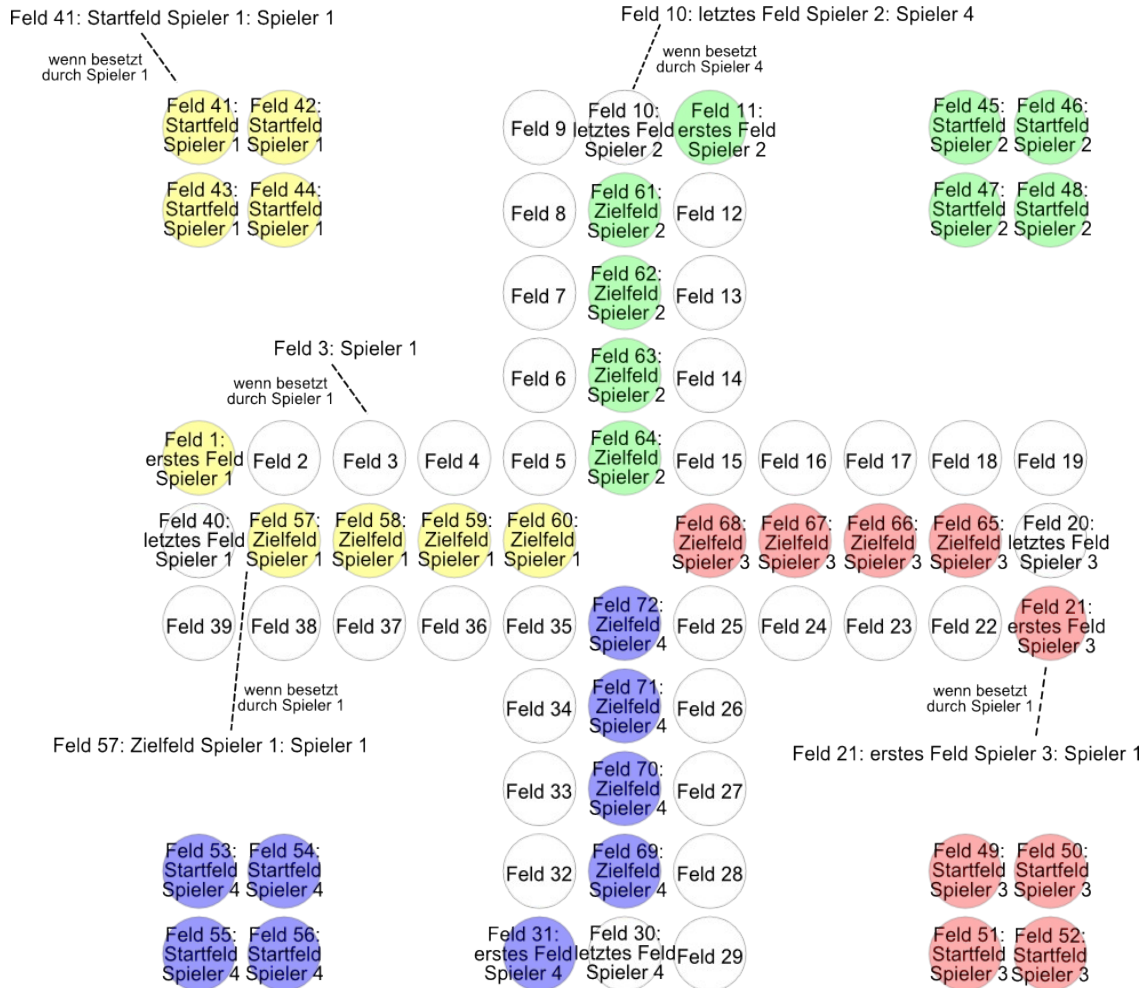 Feld 41: Startfeld Spieler 1: Spieler 1
Feld 10: letztes Feld Spieler 2: Spieler 4
wenn besetzt
durch Spieler 1
wenn besetzt
durch Spieler 4
Feld 41:
Startfeld
Spieler 1
Feld 42:
Startfeld
Spieler 1
Feld 9
Feld 10:
letztes Feld
Spieler 2
Feld 11:
erstes Feld
Spieler 2
Feld 45:
Startfeld
Spieler 2
Feld 46:
Startfeld
Spieler 2
Feld 43:
Startfeld
Spieler 1
Feld 44:
Startfeld
Spieler 1
Feld 8
Feld 61:
Zielfeld
Spieler 2
Feld 12
Feld 47:
Startfeld
Spieler 2
Feld 48:
Startfeld
Spieler 2
Feld 7
Feld 62:
Zielfeld
Spieler 2
Feld 13
Feld 3: Spieler 1
wenn besetzt
durch Spieler 1
Feld 6
Feld 63:
Zielfeld
Spieler 2
Feld 14
Feld 1:
erstes Feld
Spieler 1
Feld 2
Feld 3
Feld 4
Feld 5
Feld 64:
Zielfeld
Spieler 2
Feld 15
Feld 16
Feld 17
Feld 18
Feld 19
Feld 40:
letztes Feld
Spieler 1
Feld 57:
Zielfeld
Spieler 1
Feld 58:
Zielfeld
Spieler 1
Feld 59:
Zielfeld
Spieler 1
Feld 60:
Zielfeld
Spieler 1
Feld 68:
Zielfeld
Spieler 3
Feld 67:
Zielfeld
Spieler 3
Feld 66:
Zielfeld
Spieler 3
Feld 65:
Zielfeld
Spieler 3
Feld 20:
letztes Feld
Spieler 3
Feld 39
Feld 38
Feld 37
Feld 36
Feld 35
Feld 72:
Zielfeld
Spieler 4
Feld 25
Feld 24
Feld 23
Feld 22
Feld 21:
erstes Feld
Spieler 3
wenn besetzt
durch Spieler 1
Feld 34
Feld 71:
Zielfeld
Spieler 4
Feld 26
wenn besetzt
durch Spieler 1
Feld 57: Zielfeld Spieler 1: Spieler 1
Feld 21: erstes Feld Spieler 3: Spieler 1
Feld 33
Feld 70:
Zielfeld
Spieler 4
Feld 27
Feld 53:
Startfeld
Spieler 4
Feld 54:
Startfeld
Spieler 4
Feld 32
Feld 69:
Zielfeld
Spieler 4
Feld 28
Feld 49:
Startfeld
Spieler 3
Feld 50:
Startfeld
Spieler 3
Feld 55:
Startfeld
Spieler 4
Feld 56:
Startfeld
Spieler 4
Feld 31:
erstes Feld
Spieler 4
Feld 30:
letztes Feld
Spieler 4
Feld 29
Feld 51:
Startfeld
Spieler 3
Feld 52:
Startfeld
Spieler 3